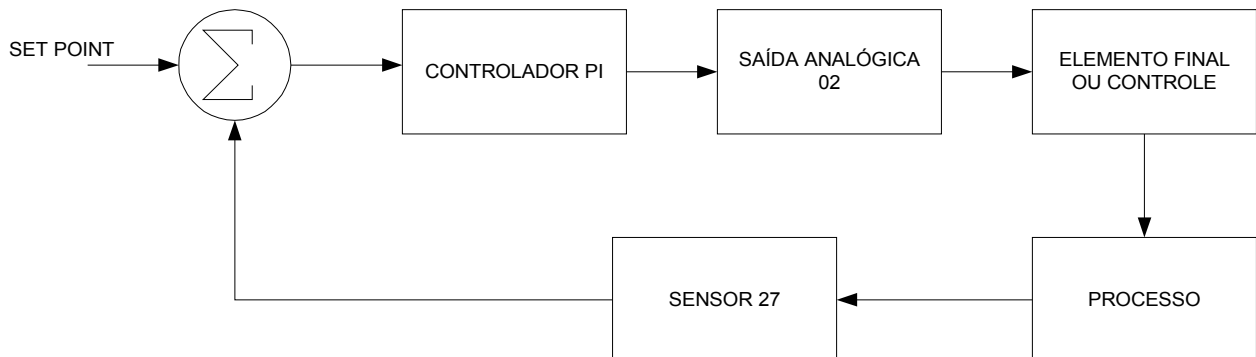 SET POINT
CONTROLADOR PI
SAÍDA ANALÓGICA
02
ELEMENTO FINAL
OU CONTROLE
SENSOR 27
PROCESSO